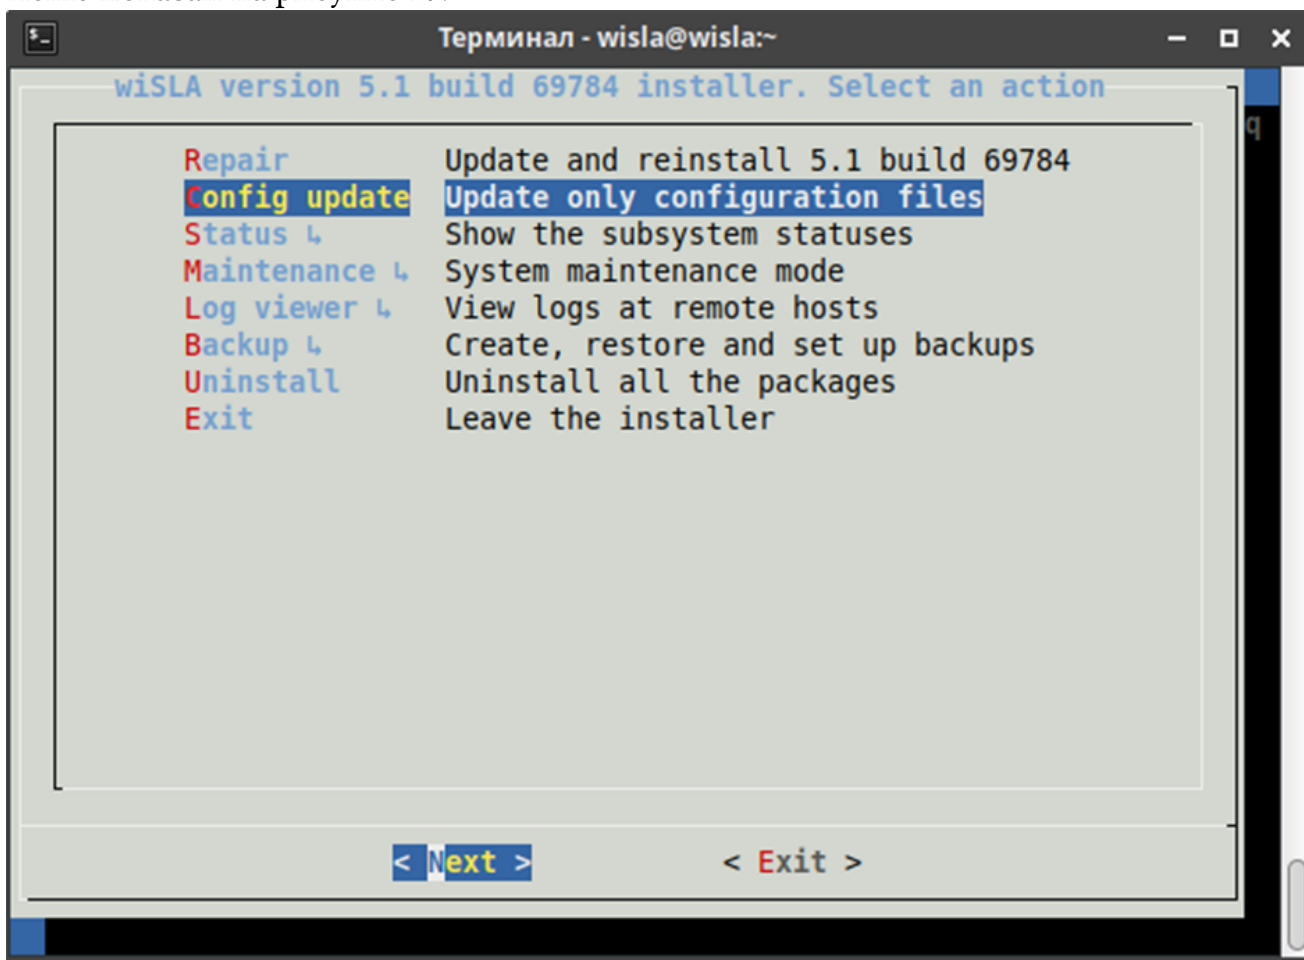 Терминал - wisla@wisla:~
wiSLA version 5.1 build 69784 installer. Select an action
q
Repair Update and reinstall 5.1 build 69784
Config update Update only configuration files
Status ↳ Show the subsystem statuses
Maintenance ↳ System maintenance mode
Log viewer ↳ View logs at remote hosts
Backup ↳ Create, restore and set up backups
Uninstall Uninstall all the packages
Exit Leave the installer
< Next > < Exit >